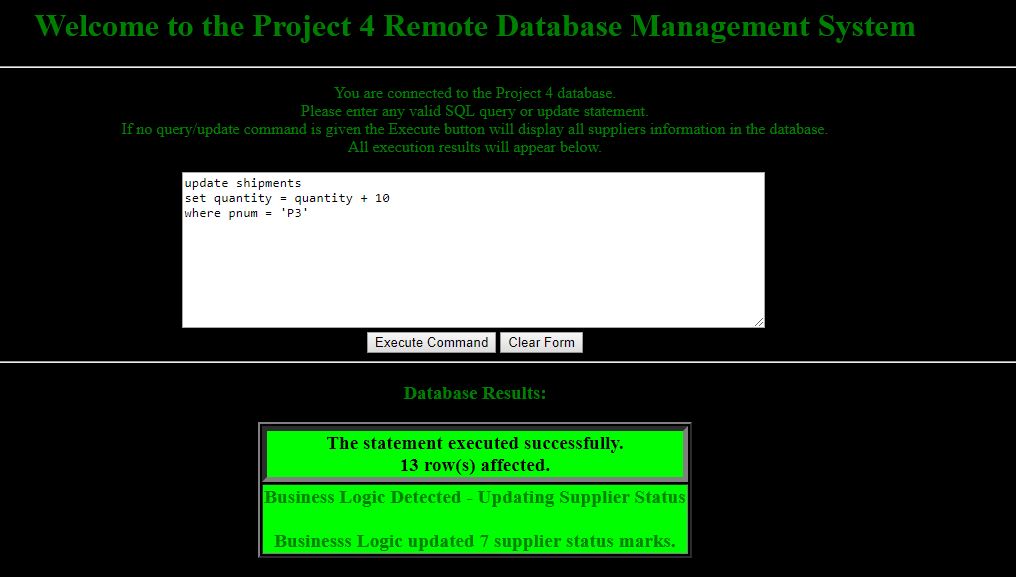 Welcome to the Project 4 Remote Database Management System
You are connected to the Project 4 database.
Please enter any valid SQL query or update statement.
If no query/update command is given the Execute button will display all suppliers information in the database.
All execution results will appear below.
update shipments
set quantity = quantity + 10
where pnum = 'P3'
Execute Command Clear Form
Database Results:
The statement executed successfully.
13 row(s) affected.
Business Logic Detected - Updating Supplier Status
Businesss Logic updated 7 supplier status marks.